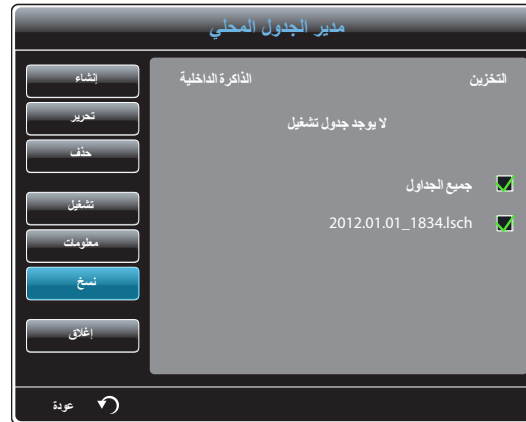 مدير الجدول المحلي
التخزين
الذاكرة الداخلية
لا يوجد جدول تشغيل
جميع الجداول
2012.01.01_1834.lsch
إنشاء
تحرير
حذف
تشغيل
معلومات
نسخ
إغلاق
عودة